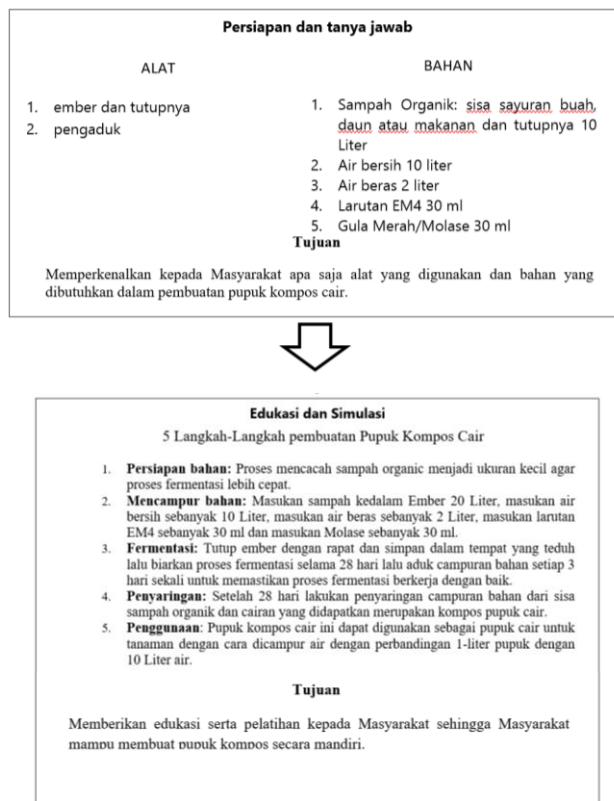 Persiapan dan tanya jawab
ALAT
1. ember dan tutupnya
2. pengaduk
BAHAN
1. Sampah Organik: sisa sayuran buah,
daun atau makanan dan tutupnya 10
Liter
2. Air bersih 10 liter
3. Air beras 2 liter
4. Larutan EM4 30 ml
5. Gula Merah/Molase 30 ml
Tujuan
Memperkenalkan kepada Masyarakat apa saja alat yang digunakan dan bahan yang
dibutuhkan dalam pembuatan pupuk kompos cair.
Edukasi dan Simulasi
5 Langkah-Langkah pembuatan Pupuk Kompos Cair
1. Persiapan bahan: Proses mencacah sampah organic menjadi ukuran kecil agar
proses fermentasi lebih cepat.
2. Mencampur bahan: Masukan sampah kedalam Ember 20 Liter, masukan air
bersih sebanyak 10 Liter, masukan air beras sebanyak 2 Liter, masukan larutan
EM4 sebanyak 30 ml dan masukan Molase sebanyak 30 ml.
3. Fermentasi: Tutup ember dengan rapat dan simpan dalam tempat yang teduh
lalu biarkan proses fermentasi selama 28 hari lalu aduk campuran bahan setiap 3
hari sekali untuk memastikan proses fermentasi berkerja dengan baik.
4. Penyaringan: Setelah 28 hari lakukan penyaringan campuran bahan dari sisa
sampah organik dan cairan yang didapatkan merupakan kompos pupuk cair.
5. Penggunaan: Pupuk kompos cair ini dapat digunakan sebagai pupuk cair untuk
tanaman dengan cara dicampur air dengan perbandingan 1-liter pupuk dengan
10 Liter air.
Tujuan
Memberikan edukasi serta pelatihan kepada Masyarakat sehingga Masyarakat
mampu membuat pupuk kompos secara mandiri.